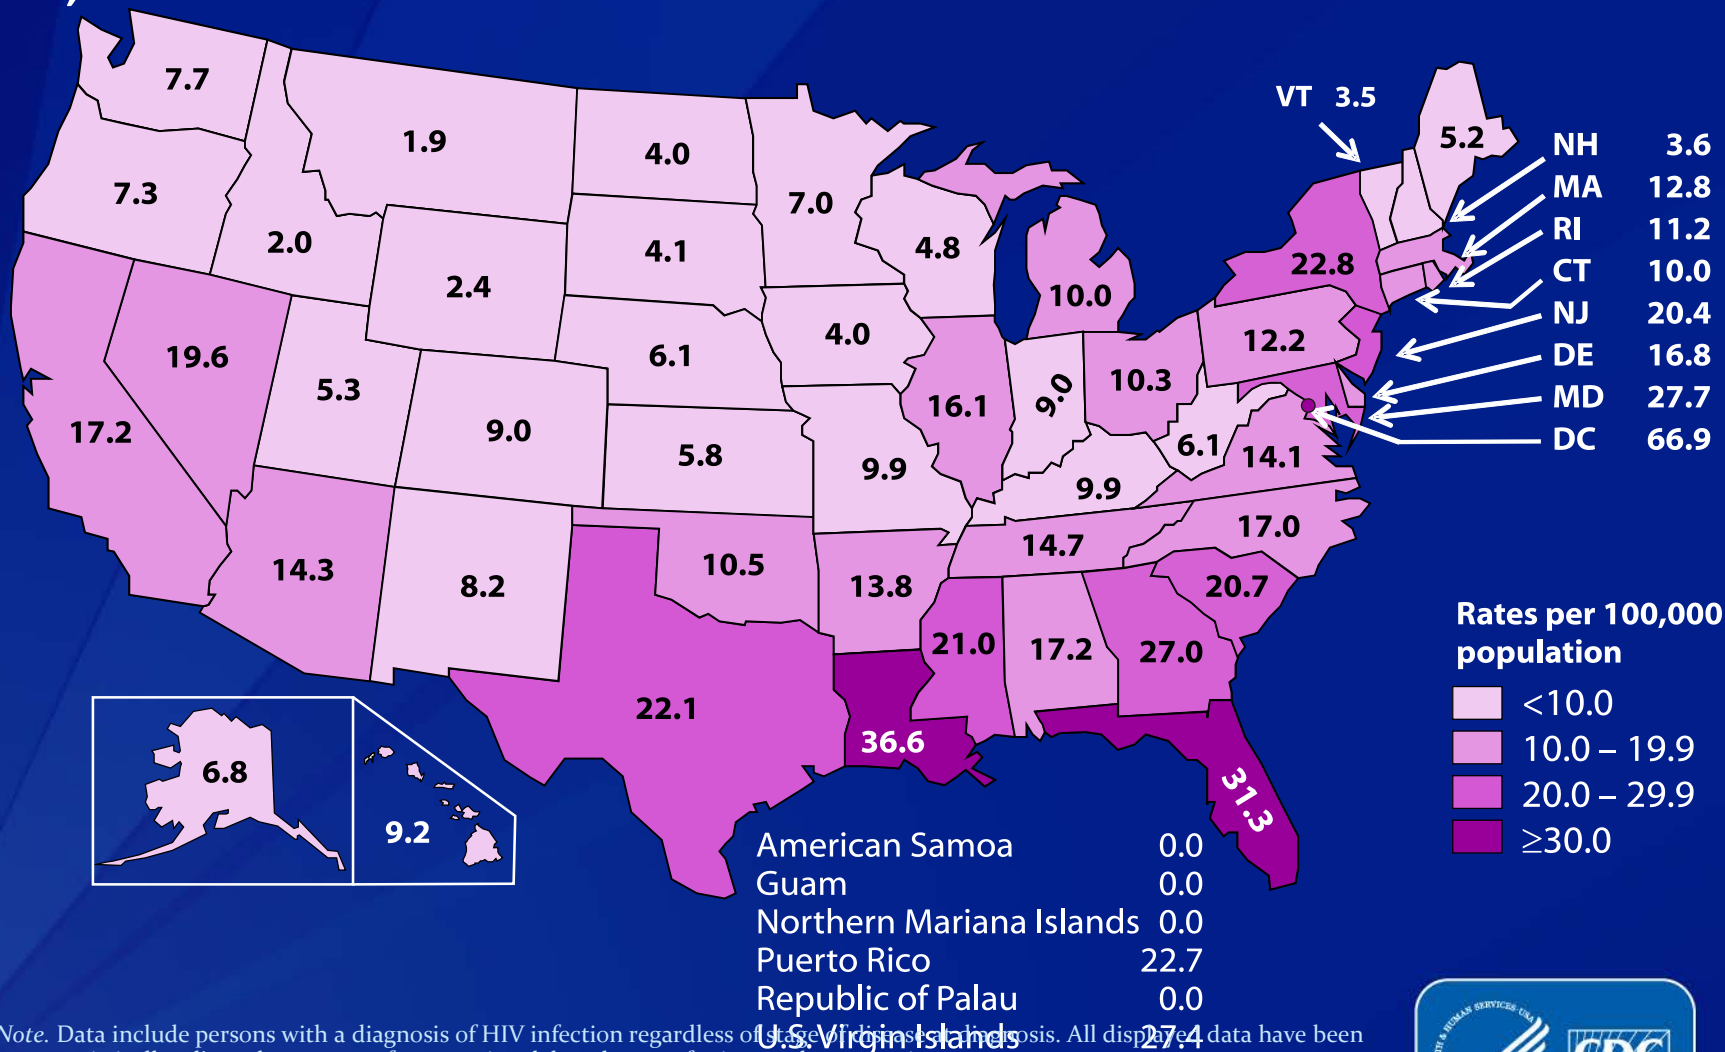 7.7
1.9
4.0
7.0
VT 3.5
5.2
NH 3.6
MA 12.8
RI 11.2
CT 10.0
NJ 20.4
DE 16.8
MD 27.7
DC 66.9
7.3
2.0
2.4
4.1
4.8
10.0
22.8
19.6
5.3
6.1
4.0
16.1
9.0
10.3
12.2
17.2
9.0
5.8
9.9
9.9
6.1
14.1
14.3
8.2
10.5
13.8
14.7
17.0
20.7
22.1
36.6
21.0
17.2
27.0
31.3
6.8
9.2
Rates per 100,000
population
<10.0
10.0 – 19.9
20.0 – 29.9
≥30.0
American Samoa 0.0
Guam 0.0
Northern Mariana Islands 0.0
Puerto Rico 22.7
Republic of Palau 0.0
U.S. Virgin Islands 27.4
Note. Data include persons with a diagnosis of HIV infection regardless of stage of disease at diagnosis. All displayed data have been
HUMAN SERVICES·USA
CDC